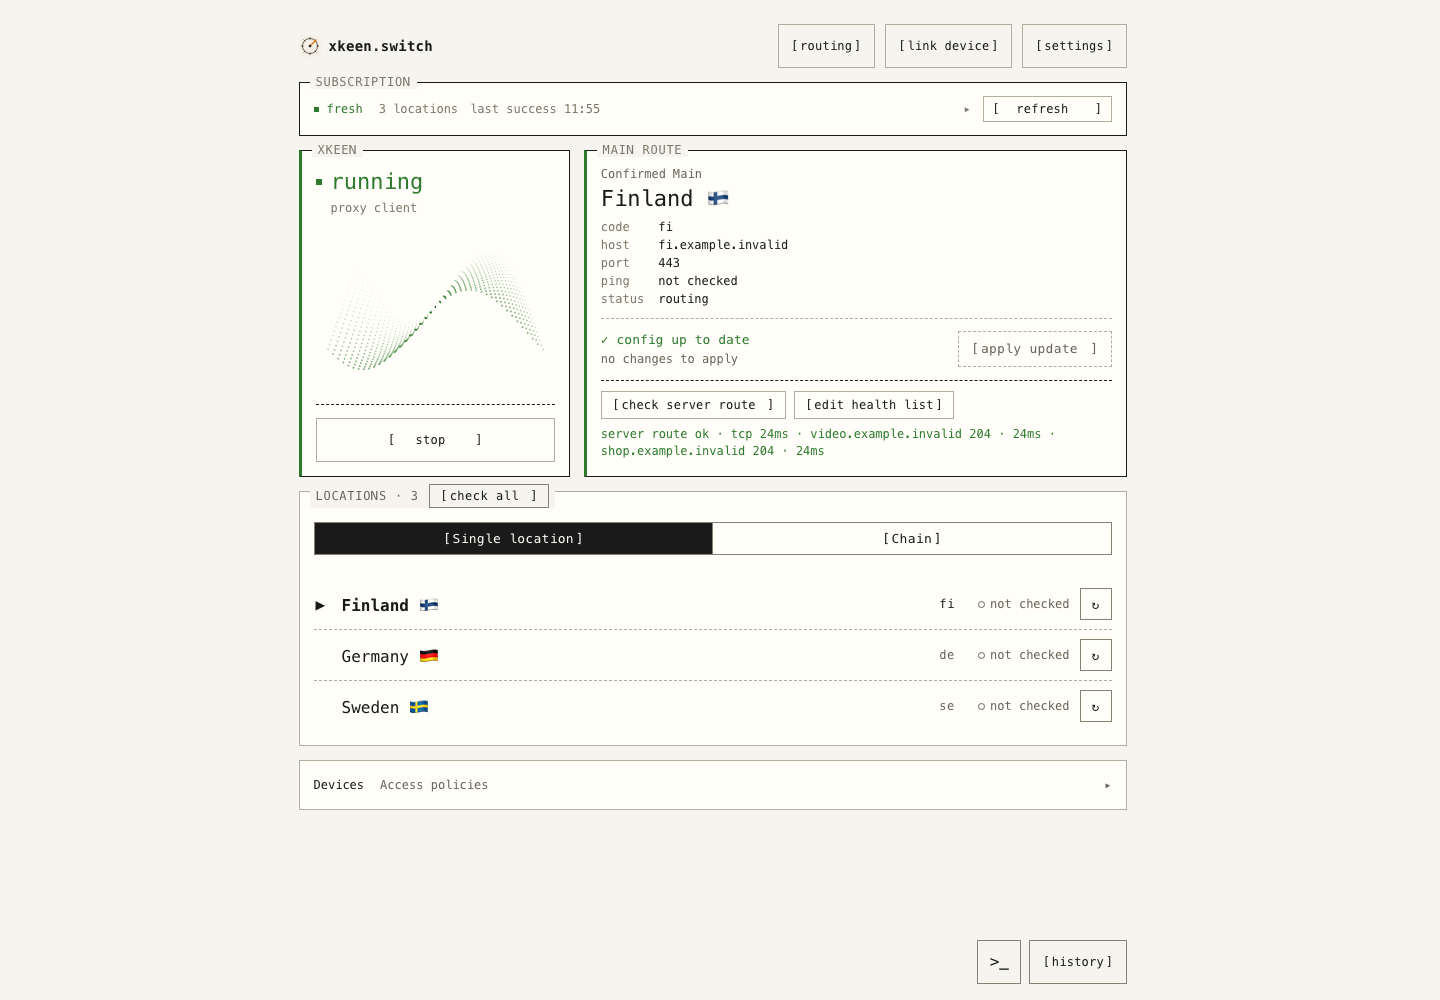 xkeen.switch
[routing] [link device] [settings]
SUBSCRIPTION
fresh 3 locations last success 11:55 ▸ [ refresh ]
XKEEN
running
proxy client
[ stop ]
MAIN ROUTE
Confirmed Main
Finland
code fi
host fi.example.invalid
port 443
ping not checked
status routing
✓ config up to date
no changes to apply
[apply update ]
[check server route ] [edit health list]
server route ok · tcp 24ms · video.example.invalid 204 · 24ms ·
shop.example.invalid 204 · 24ms
LOCATIONS · 3 [check all ]
[Single location] [Chain]
▶ Finland fi ○ not checked ↻
Germany de ○ not checked ↻
Sweden se ○ not checked ↻
Devices Access policies ▸
>_ [history]